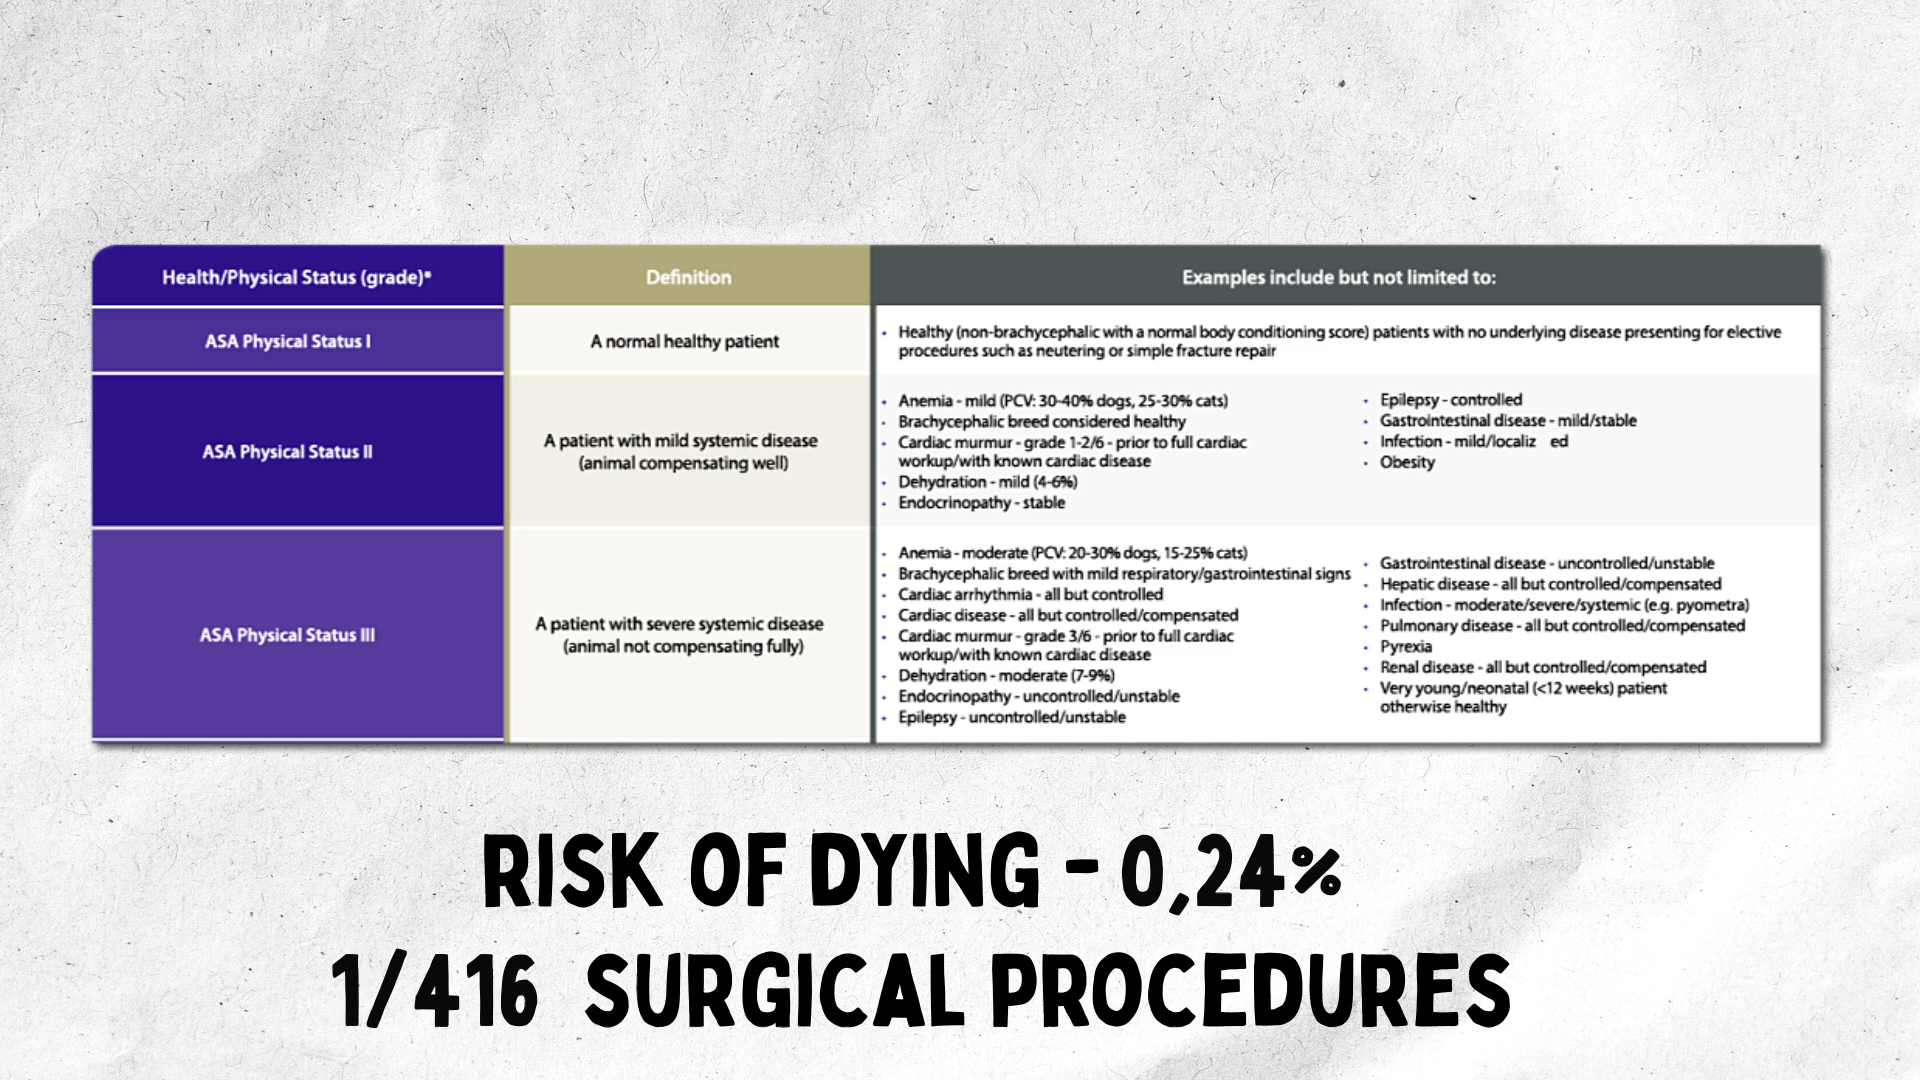 Health/Physical Status (grade)*
Definition
Examples include but not limited to:
ASA Physical Status I
A normal healthy patient
• Healthy (non-brachycephalic with a normal body conditioning score) patients with no underlying disease presenting for elective
procedures such as neutering or simple fracture repair
ASA Physical Status II
A patient with mild systemic disease
(animal compensating well)
• Anemia - mild (PCV: 30-40% dogs, 25-30% cats)
• Brachycephalic breed considered healthy
• Cardiac murmur - grade 1-2/6 - prior to full cardiac
workup/with known cardiac disease
• Dehydration - mild (4-6%)
• Endocrinopathy - stable
• Epilepsy - controlled
• Gastrointestinal disease - mild/stable
• Infection - mild/localiz ed
• Obesity
ASA Physical Status III
A patient with severe systemic disease
(animal not compensating fully)
• Anemia - moderate (PCV: 20-30% dogs, 15-25% cats)
• Brachycephalic breed with mild respiratory/gastrointestinal signs
• Cardiac arrhythmia - all but controlled
• Cardiac disease - all but controlled/compensated
• Cardiac murmur - grade 3/6 - prior to full cardiac
workup/with known cardiac disease
• Dehydration - moderate (7-9%)
• Endocrinopathy - uncontrolled/unstable
• Epilepsy - uncontrolled/unstable
• Gastrointestinal disease - uncontrolled/unstable
• Hepatic disease - all but controlled/compensated
• Infection - moderate/severe/systemic (e.g. pyometra)
• Pulmonary disease - all but controlled/compensated
• Pyrexia
• Renal disease - all but controlled/compensated
• Very young/neonatal (<12 weeks) patient
otherwise healthy
RISK OF DYING - 0,24%
1/416 SURGICAL PROCEDURES